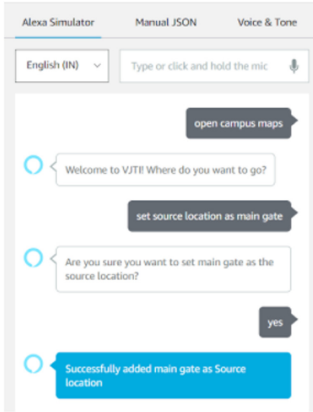 Alexa Simulator Manual JSON Voice & Tone
English (IN) Type or click and hold the mic
open campus maps
Welcome to VJTI! Where do you want to go?
set source location as main gate
Are you sure you want to set main gate as the
source location?
yes
Successfully added main gate as Source
location